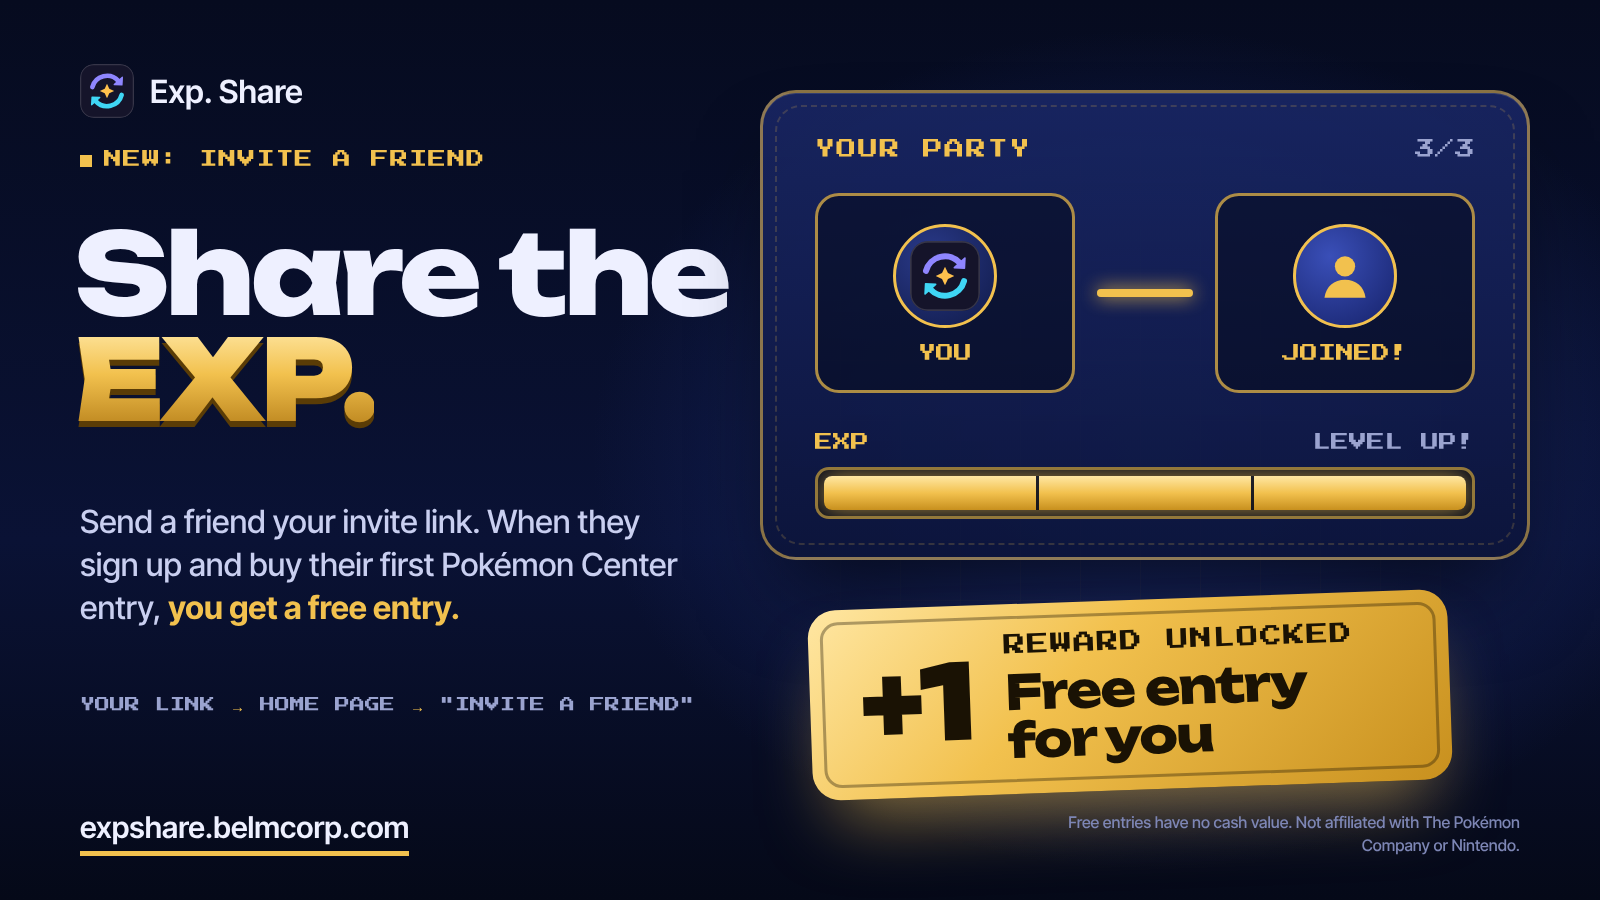 Exp. Share
NEW: INVITE A FRIEND
Share the
EXP.
Send a friend your invite link. When they
sign up and buy their first Pokémon Center
entry, you get a free entry.
YOUR LINK → HOME PAGE → "INVITE A FRIEND"
expshare.belmcorp.com
YOUR PARTY 3/3
YOU JOINED!
EXP LEVEL UP!
REWARD UNLOCKED
+1 Free entry
for you
Free entries have no cash value. Not affiliated with The Pokémon
Company or Nintendo.